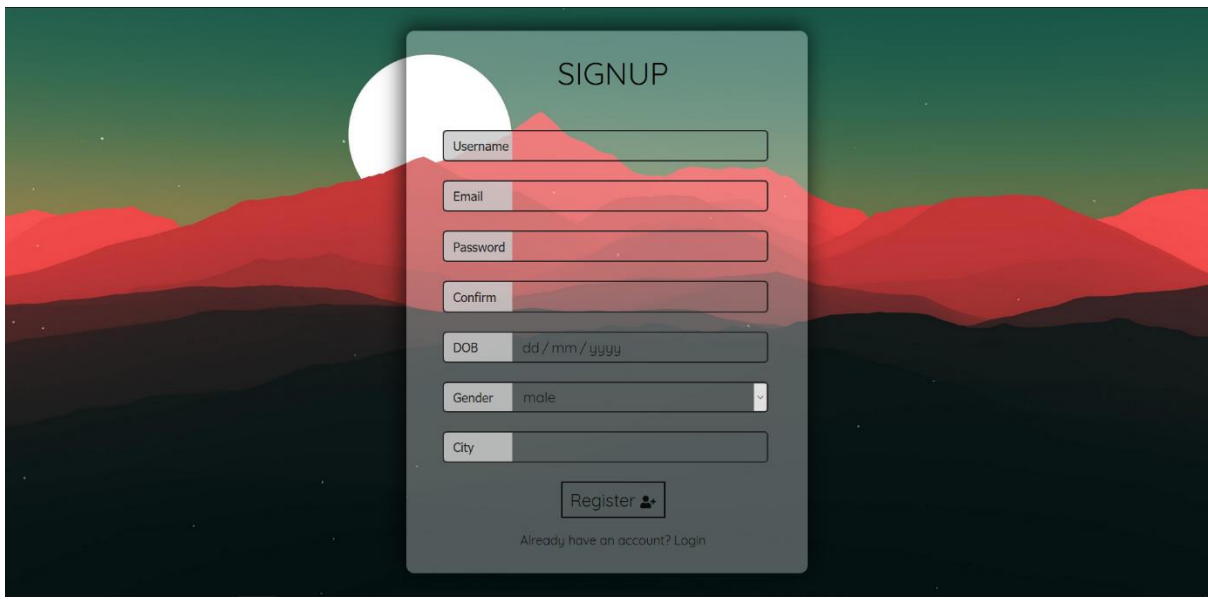 SIGNUP
Username
Email
Password
Confirm
DOB dd / mm / yyyy
Gender male
City
Register
Already have an account? Login